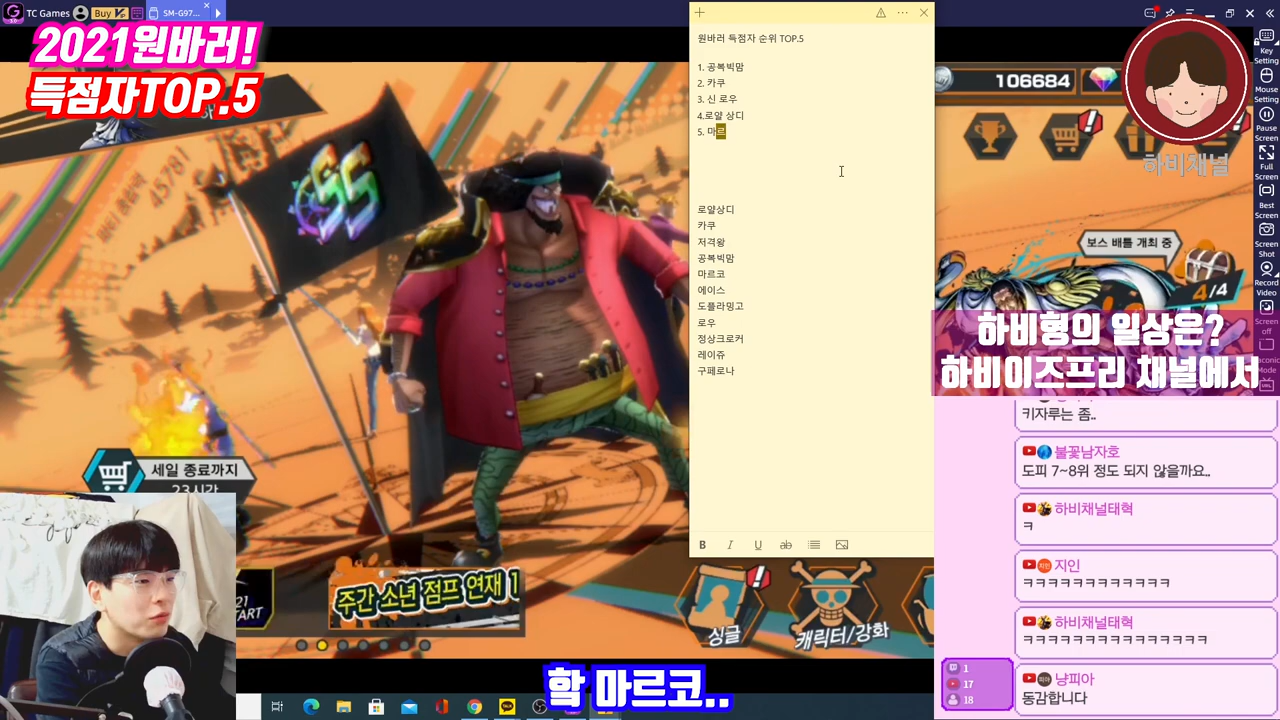 TC Games
Buy
SM-G97...
2021원바러!
득점자TOP.5
원바러 득점자 순위 TOP.5
1. 공복빅맘
2. 카쿠
3. 신 로우
4.로얄 상디
5. 마르
로얄상디
카쿠
저격왕
공복빅맘
마르코
에이스
도플라밍고
로우
정상크로커
레이쥬
구페로나
B I U ab
106684
하비채널
Key
Setting
Mouse
Setting
Pause
Screen
Full
Screen
Best
Screen
Screen
Shot
Record
Video
Screen
off
Mode
보스 배틀 개최 중
4/4
하비형의 일상은?
하비이즈프리 채널에서
키자루는 좀..
불꽃남자호
도피 7~8위 정도 되지 않을까요..
하비채널태혁
ㅋ
지인
ㅋㅋㅋㅋㅋㅋㅋㅋㅋㅋㅋㅋ
하비채널태혁
ㅋㅋㅋㅋㅋㅋㅋㅋㅋㅋㅋㅋㅋㅋㅋ
냥피아
동감합니다
1
17
18
SS
세일 종료까지
23시간
주간 소년 점프 연재 1
싱글
캐릭터/강화
학 마르코..